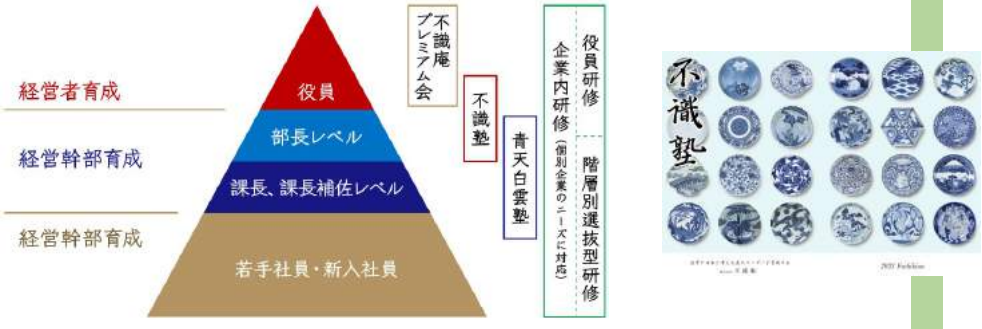 経営者育成
経営幹部育成
経営幹部育成
役員
部長レベル
課長、課長補佐レベル
若手社員・新入社員
不識庵
プレミアム会
不識塾
青天白雲塾
企業内研修(個別企業のニーズに対応)
役員研修
階層別選抜型研修
不識塾